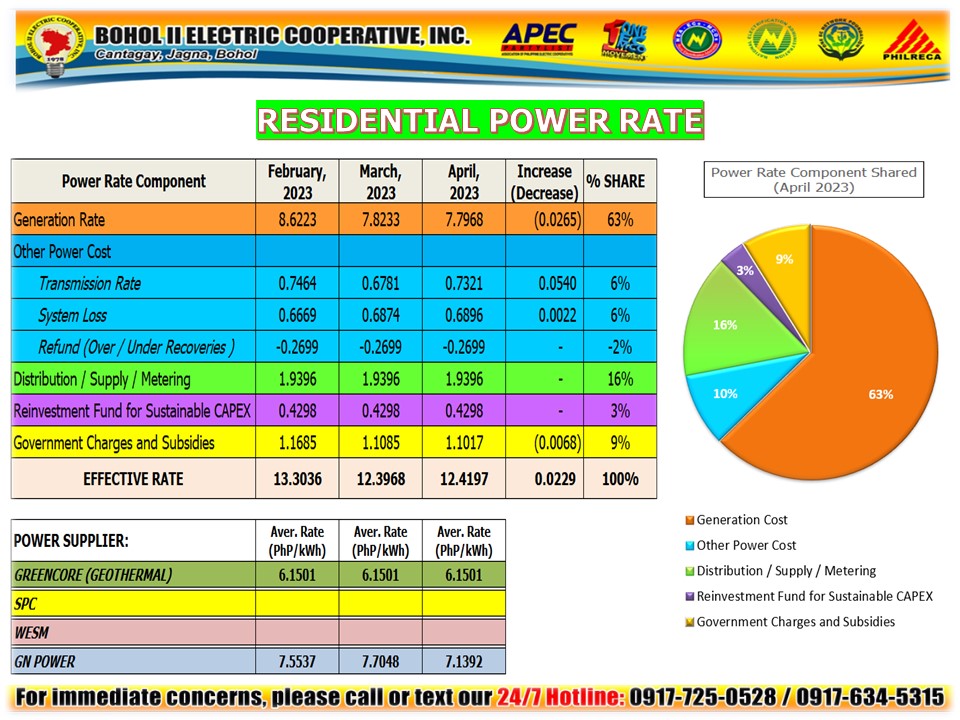 BOHOL II ELECTRIC COOPERATIVE, INC.
Cantagay, Jagna, Bohol
1978
APEC
PARTYLIST
PHILRECA
RESIDENTIAL POWER RATE
Power Rate Component February, 2023 March, 2023 April, 2023 Increase (Decrease) % SHARE
Generation Rate 8.6223 7.8233 7.7968 (0.0265) 63%
Other Power Cost
Transmission Rate 0.7464 0.6781 0.7321 0.0540 6%
System Loss 0.6669 0.6874 0.6896 0.0022 6%
Refund (Over / Under Recoveries ) -0.2699 -0.2699 -0.2699 - -2%
Distribution / Supply / Metering 1.9396 1.9396 1.9396 - 16%
Reinvestment Fund for Sustainable CAPEX 0.4298 0.4298 0.4298 - 3%
Government Charges and Subsidies 1.1685 1.1085 1.1017 (0.0068) 9%
EFFECTIVE RATE 13.3036 12.3968 12.4197 0.0229 100%
POWER SUPPLIER: Aver. Rate (PhP/kWh) Aver. Rate (PhP/kWh) Aver. Rate (PhP/kWh)
GREENCORE (GEOTHERMAL) 6.1501 6.1501 6.1501
SPC
WESM
GN POWER 7.5537 7.7048 7.1392
Power Rate Component Shared
(April 2023)
9%
3%
16%
10%
63%
Generation Cost
Other Power Cost
Distribution / Supply / Metering
Reinvestment Fund for Sustainable CAPEX
Government Charges and Subsidies
For immediate concerns, please call or text our 24/7 Hotline: 0917-725-0528 / 0917-634-5315